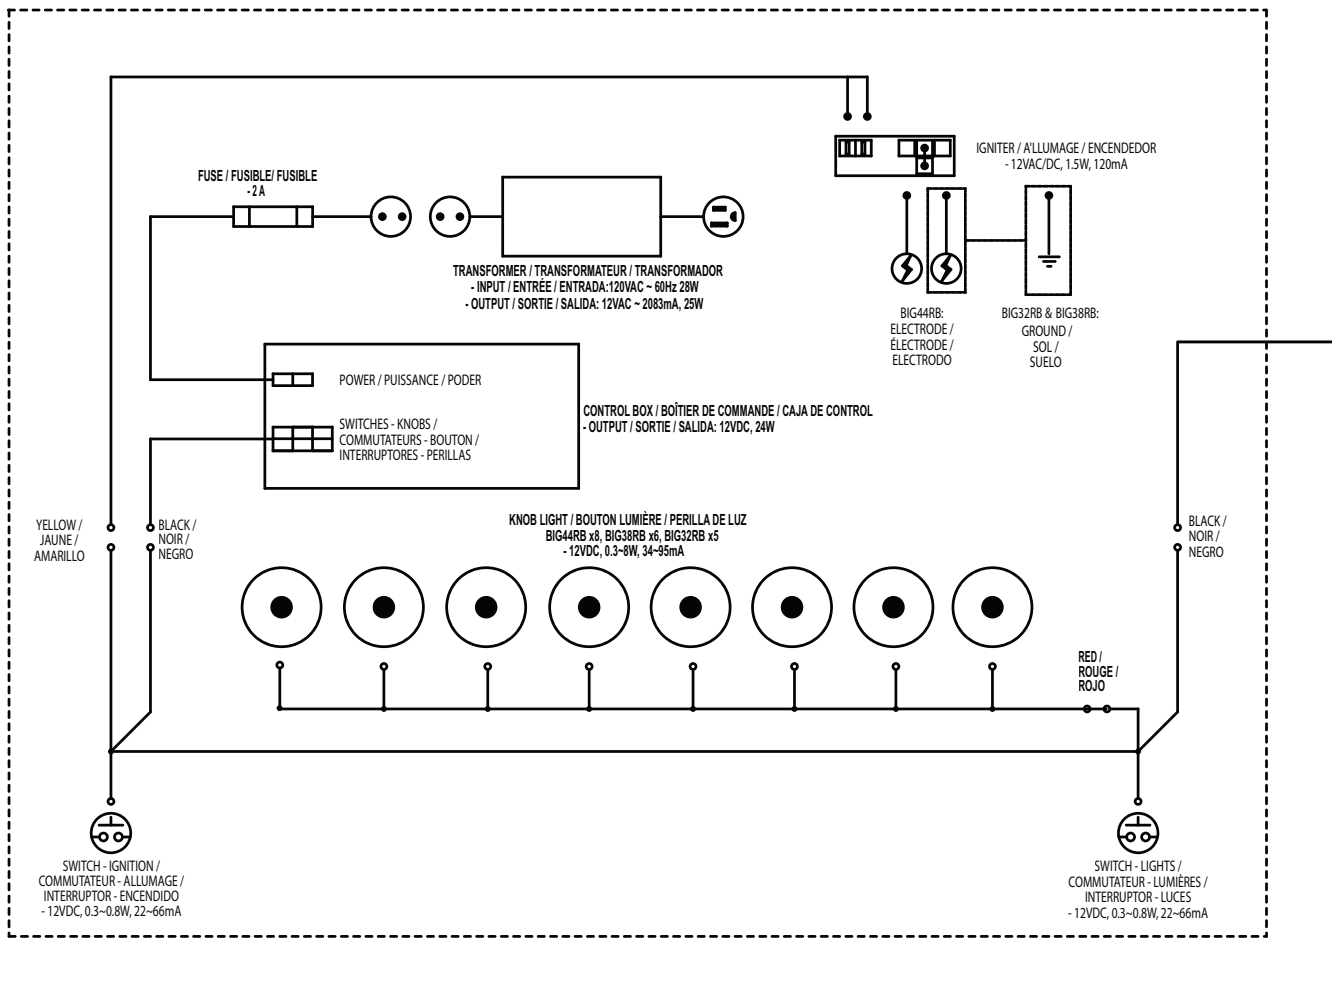 IGNITER / A'LLUMAGE / ENCENDEDOR
- 12VAC/DC, 1.5W, 120mA
FUSE / FUSIBLE/ FUSIBLE
- 2 A
TRANSFORMER / TRANSFORMATEUR / TRANSFORMADOR
- INPUT / ENTRÉE / ENTRADA:120VAC ~ 60Hz 28W
- OUTPUT / SORTIE / SALIDA: 12VAC ~ 2083mA, 25W
BIG44RB:
ELECTRODE /
ÉLECTRODE /
ELECTRODO
BIG32RB & BIG38RB:
GROUND /
SOL /
SUELO
POWER / PUISSANCE / PODER
SWITCHES - KNOBS /
COMMUTATEURS - BOUTON /
INTERRUPTORES - PERILLAS
CONTROL BOX / BOÎTIER DE COMMANDE / CAJA DE CONTROL
- OUTPUT / SORTIE / SALIDA: 12VDC, 24W
YELLOW /
JAUNE /
AMARILLO
BLACK /
NOIR /
NEGRO
KNOB LIGHT / BOUTON LUMIÈRE / PERILLA DE LUZ
BIG44RB x8, BIG38RB x6, BIG32RB x5
- 12VDC, 0.3~8W, 34~95mA
BLACK /
NOIR /
NEGRO
RED /
ROUGE /
ROJO
SWITCH - IGNITION /
COMMUTATEUR - ALLUMAGE /
INTERRUPTOR - ENCENDIDO
- 12VDC, 0.3~0.8W, 22~66mA
SWITCH - LIGHTS /
COMMUTATEUR - LUMIÈRES /
INTERRUPTOR - LUCES
- 12VDC, 0.3~0.8W, 22~66mA